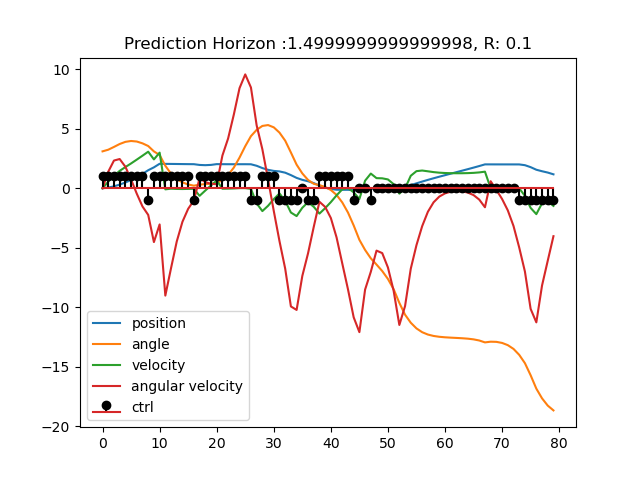 Prediction Horizon :1.4999999999999998, R: 0.1
10
5
0
−5
−10
−15
−20
position
angle
velocity
angular velocity
ctrl
0 10 20 30 40 50 60 70 80